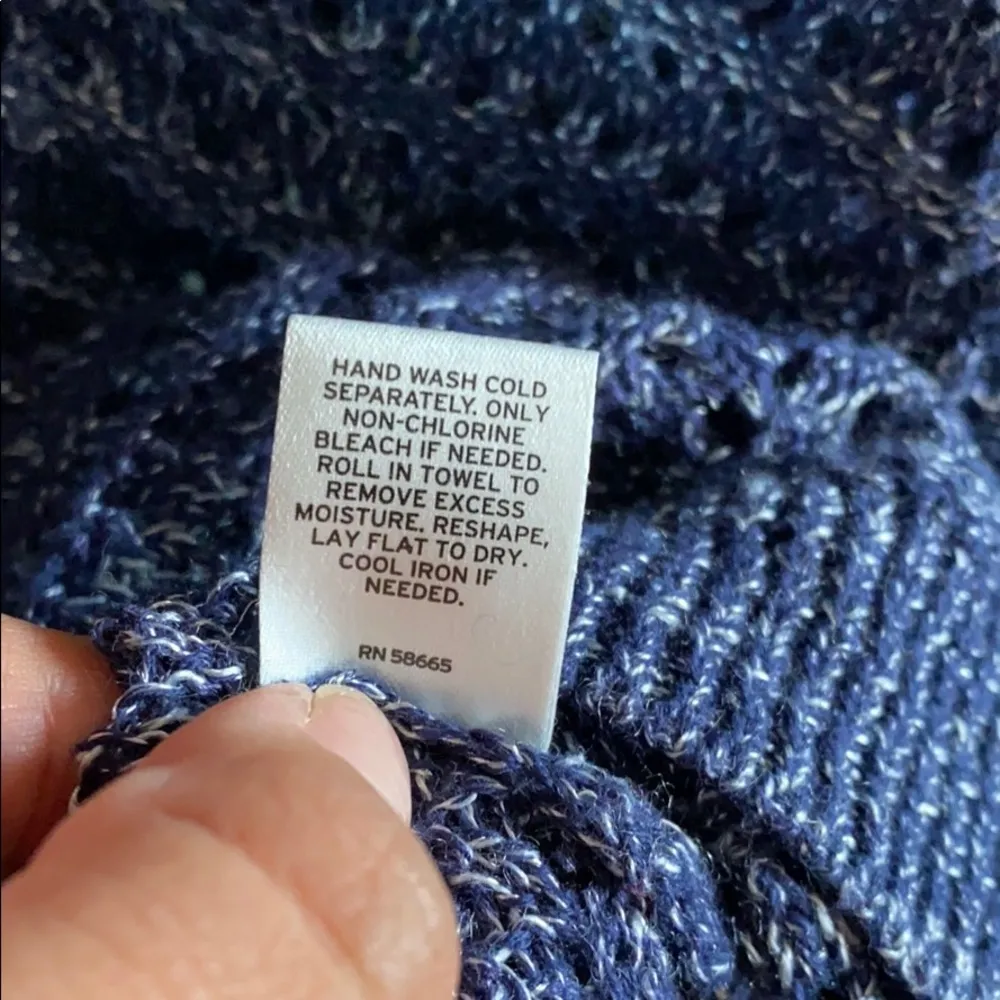 HAND WASH COLD
SEPARATELY. ONLY
NON-CHLORINE
BLEACH IF NEEDED.
ROLL IN TOWEL TO
REMOVE EXCESS
MOISTURE. RESHAPE,
LAY FLAT TO DRY.
COOL IRON IF
NEEDED.
RN 58665